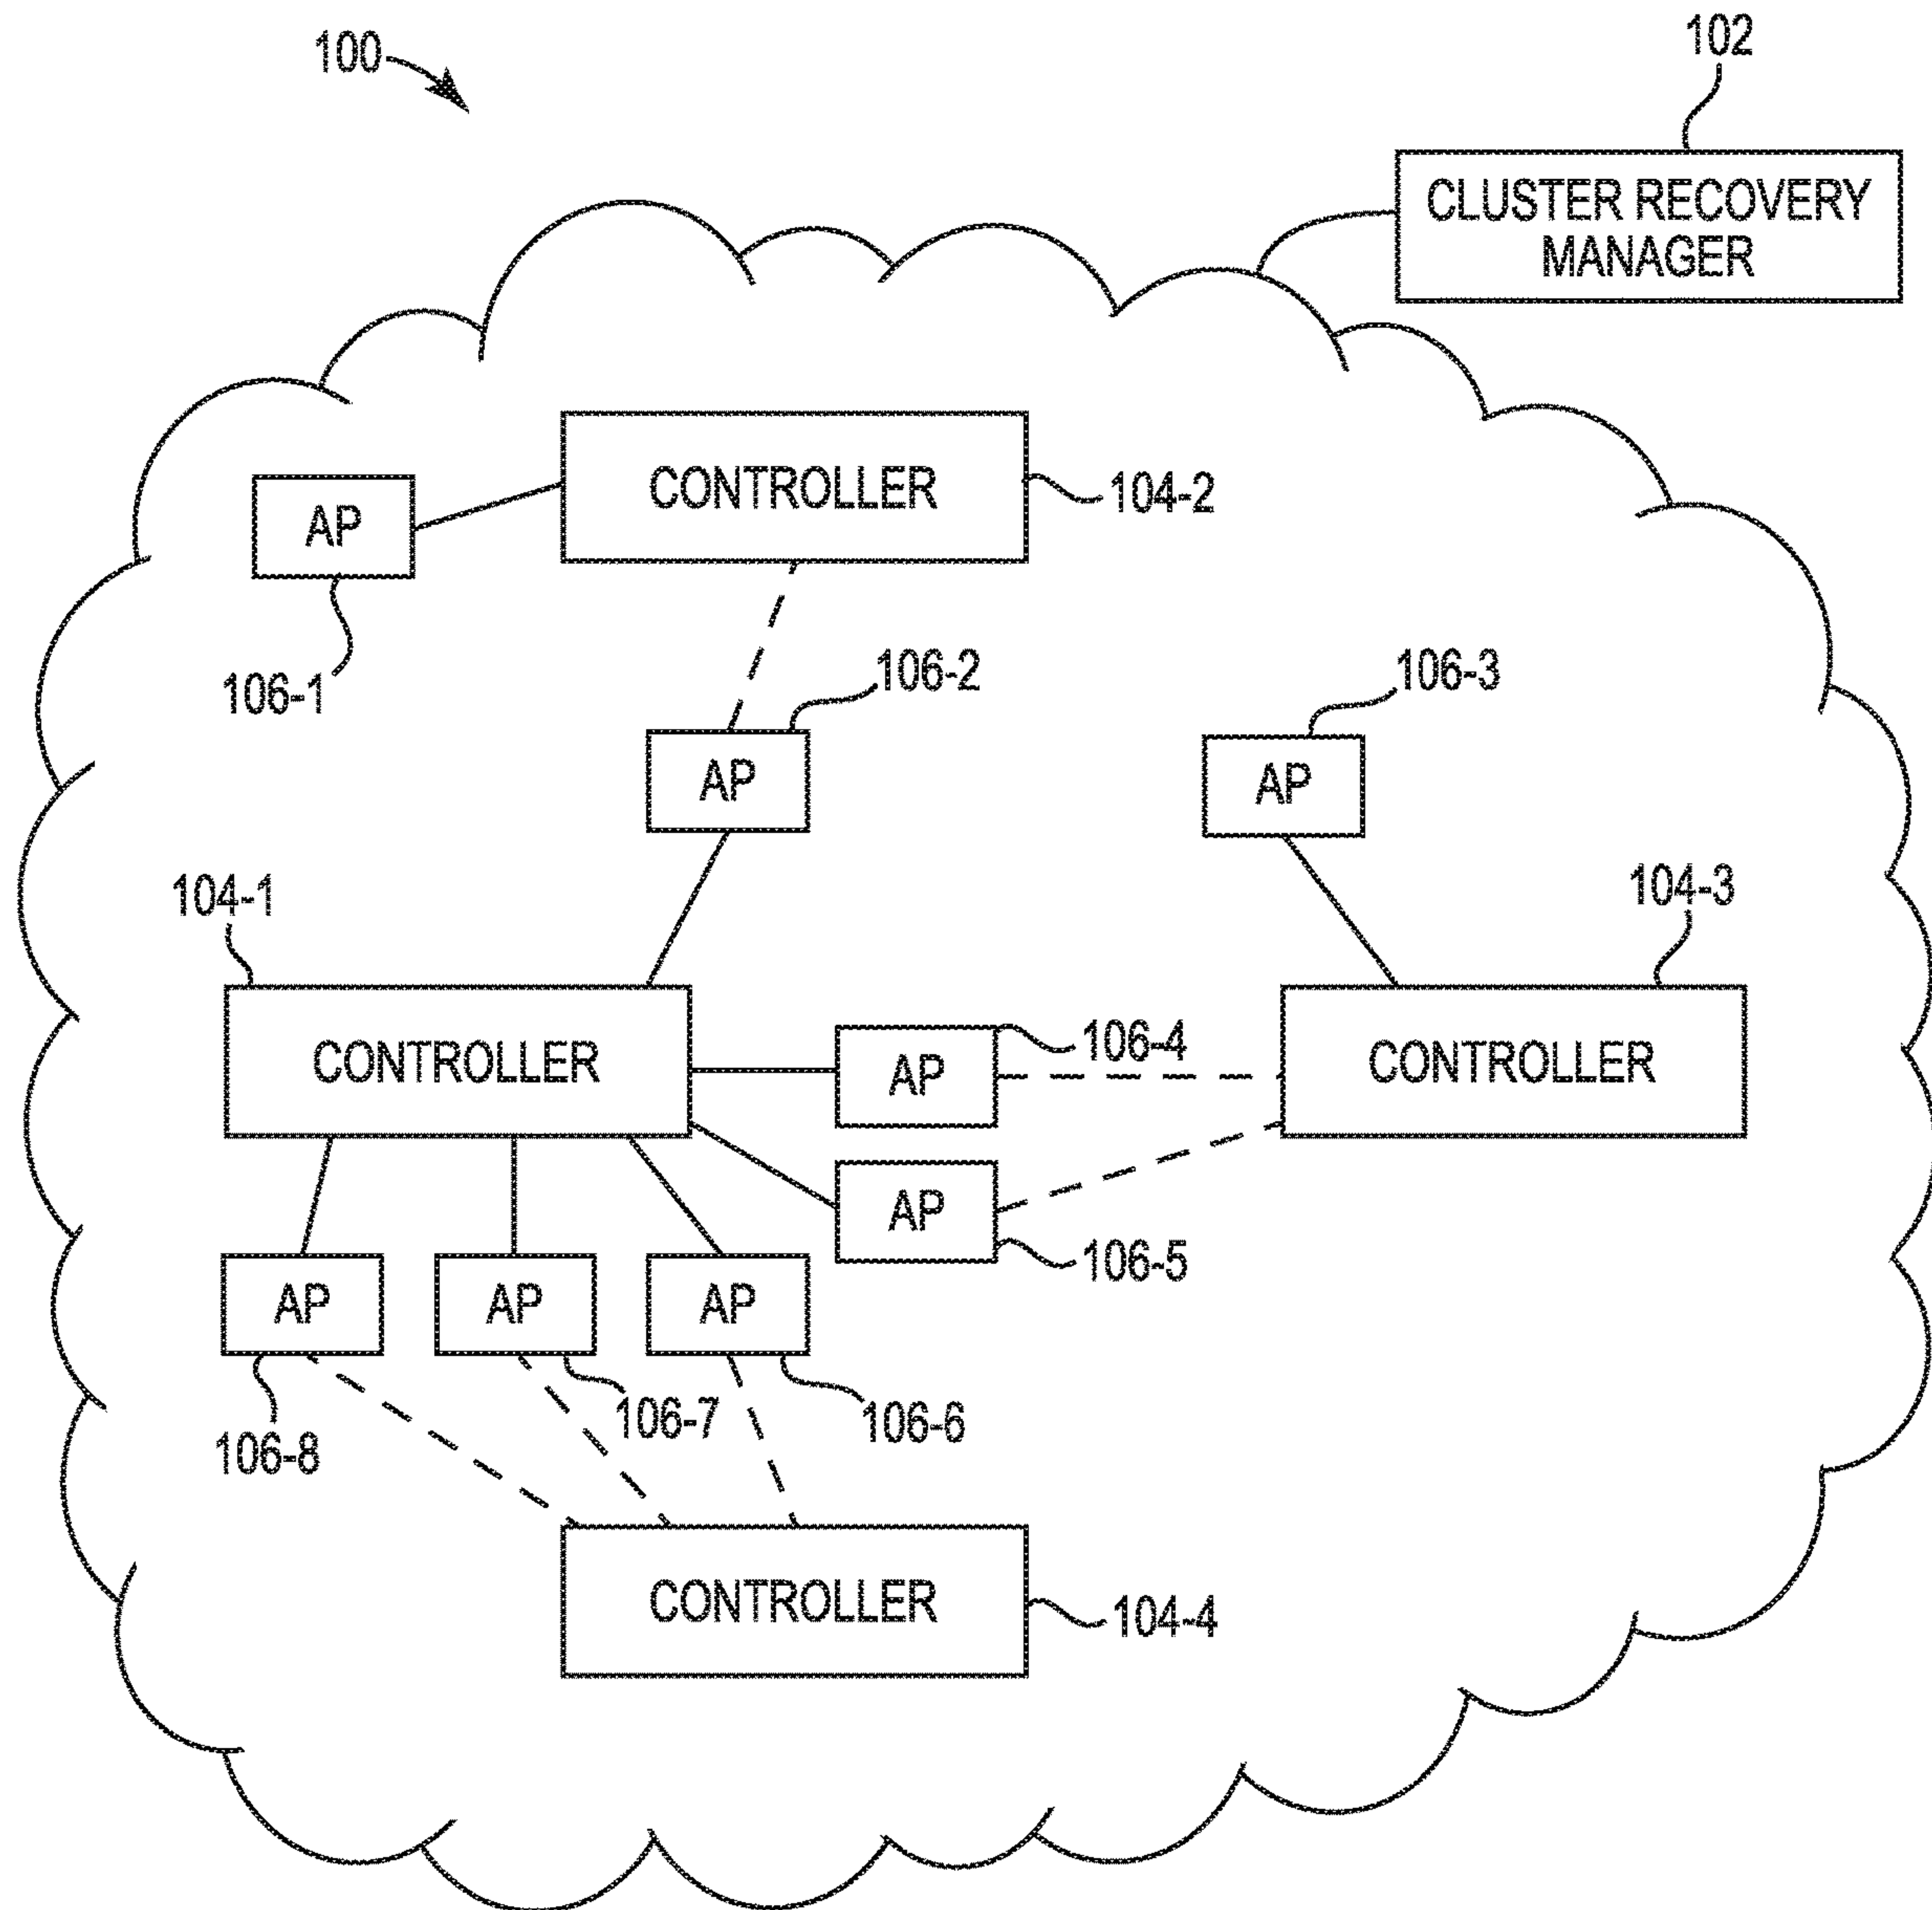 100
102
CLUSTER RECOVERY
MANAGER
CONTROLLER
104-2
AP
106-1
106-2
106-3
AP
AP
104-1
104-3
CONTROLLER
AP
106-4
CONTROLLER
AP
106-5
AP
AP
AP
106-8
106-7
106-6
CONTROLLER
104-4